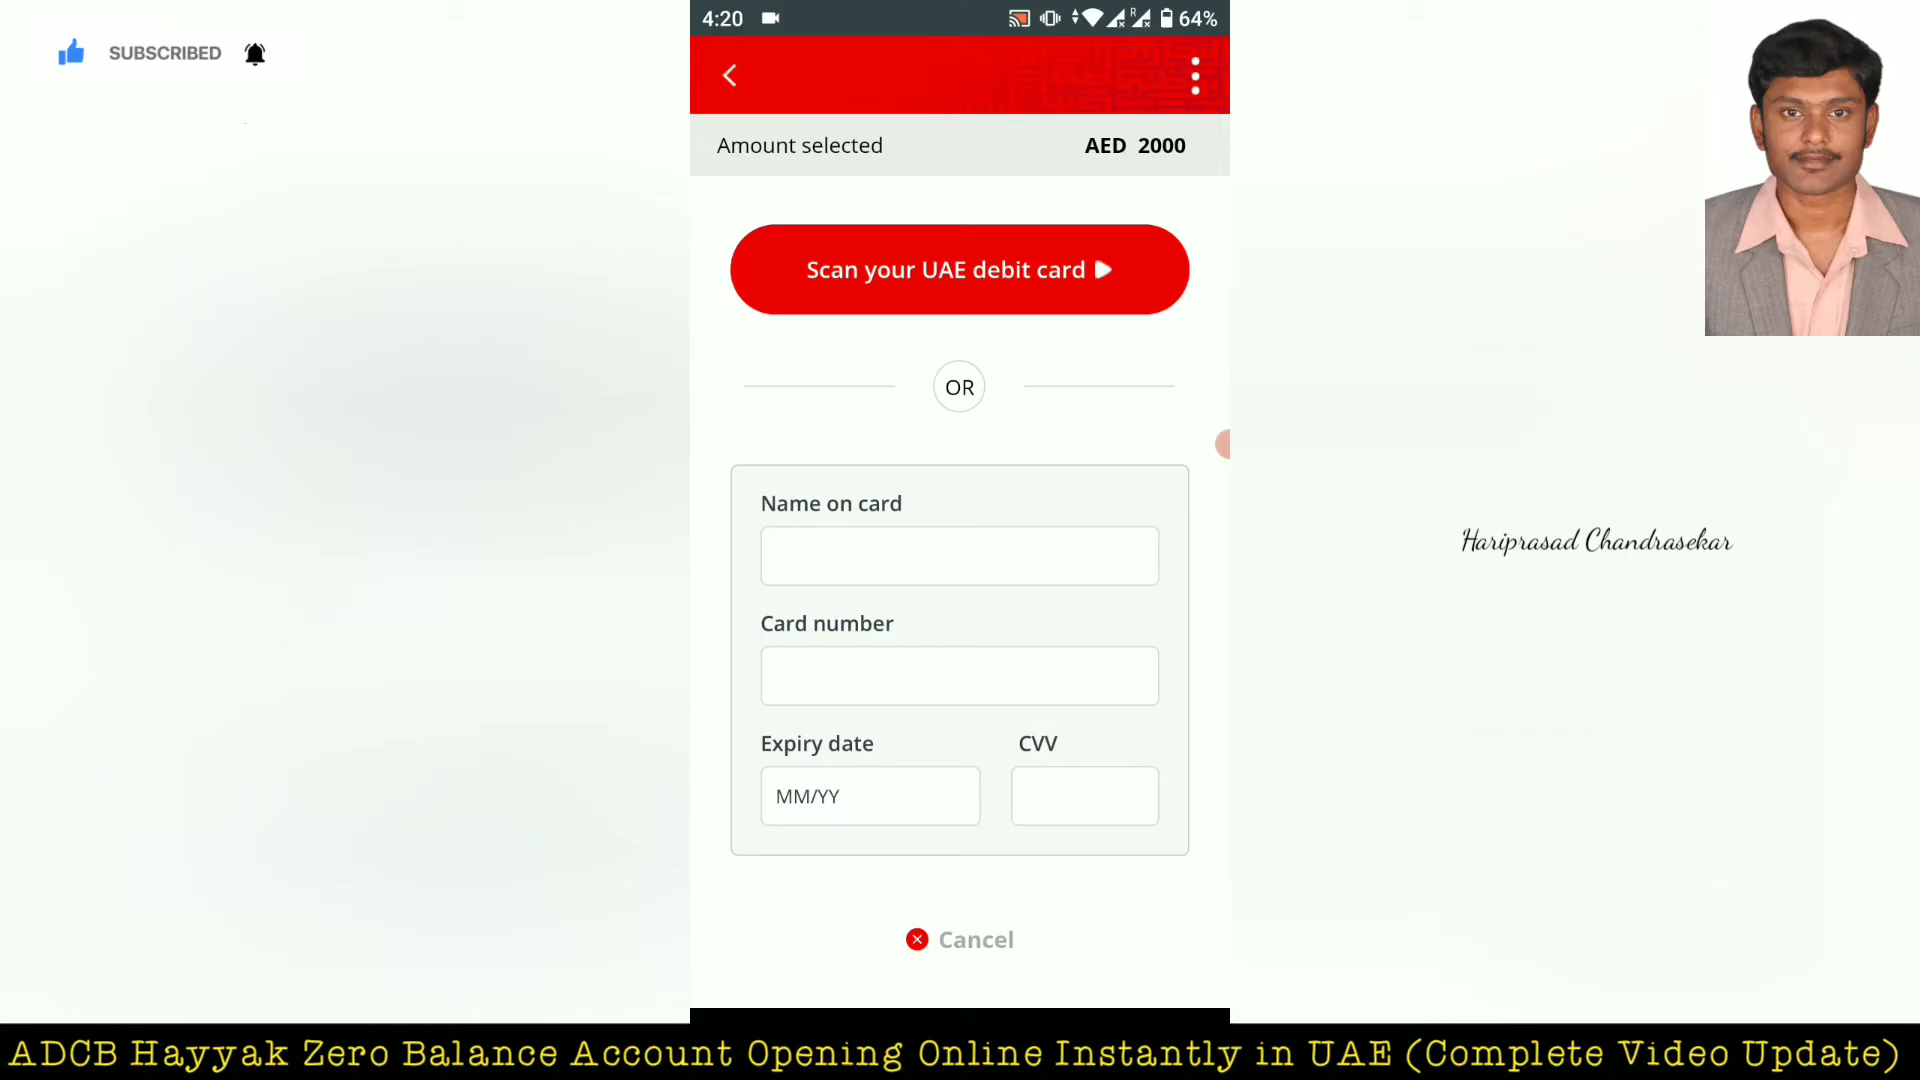 4:20
R
64%
SUBSCRIBED
Amount selected
AED 2000
Scan your UAE debit card
OR
Name on card
Card number
Expiry date
CVV
MM/YY
Cancel
Hariprasad Chandrasekar
ADCB Hayyak Zero Balance Account Opening Online Instantly in UAE (Complete Video Update)